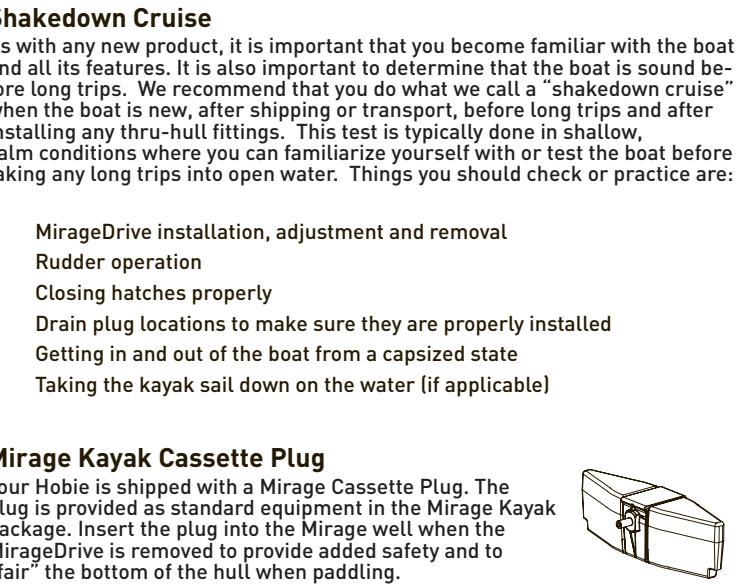 Shakedown Cruise
s with any new product, it is important that you become familiar with the boat
nd all its features. It is also important to determine that the boat is sound be-
ore long trips. We recommend that you do what we call a “shakedown cruise”
when the boat is new, after shipping or transport, before long trips and after
nstalling any thru-hull fittings. This test is typically done in shallow,
alm conditions where you can familiarize yourself with or test the boat before
aking any long trips into open water. Things you should check or practice are:
MirageDrive installation, adjustment and removal
Rudder operation
Closing hatches properly
Drain plug locations to make sure they are properly installed
Getting in and out of the boat from a capsized state
Taking the kayak sail down on the water (if applicable)
Mirage Kayak Cassette Plug
our Hobie is shipped with a Mirage Cassette Plug. The
lug is provided as standard equipment in the Mirage Kayak
ackage. Insert the plug into the Mirage well when the
MirageDrive is removed to provide added safety and to
fair” the bottom of the hull when paddling.